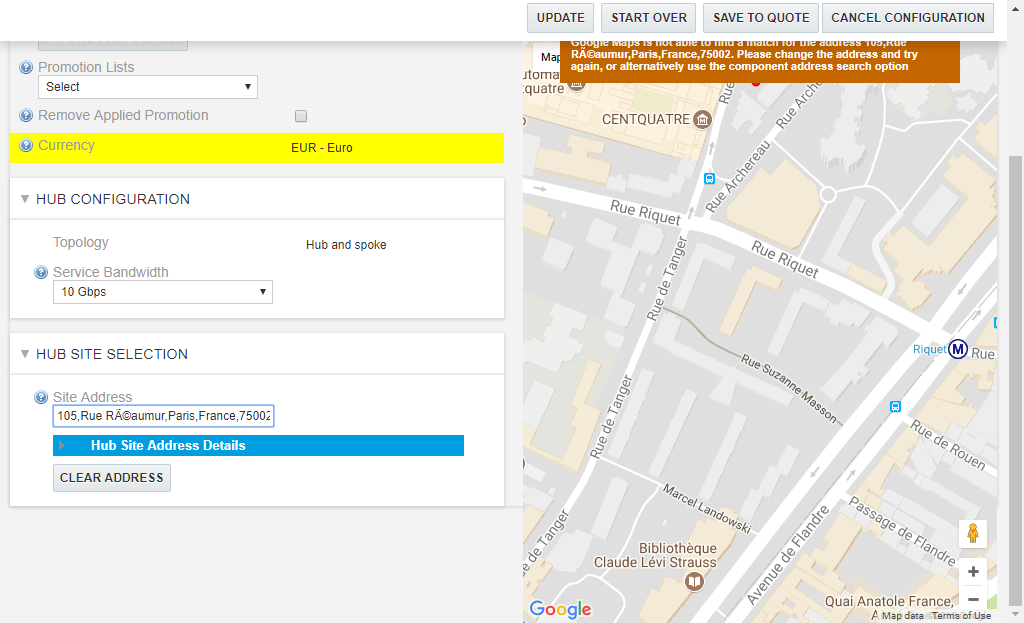 UPDATE
START OVER
SAVE TO QUOTE
CANCEL CONFIGURATION
Promotion Lists
Select
Remove Applied Promotion
Currency
EUR - Euro
HUB CONFIGURATION
Topology
Hub and spoke
Service Bandwidth
10 Gbps
HUB SITE SELECTION
Site Address
105,Rue RÃ©aumur,Paris,France,75002
Hub Site Address Details
CLEAR ADDRESS
Map
Google Maps is not able to find a match for the address 105,Rue
RÃ©aumur,Paris,France,75002. Please change the address and try
again, or alternatively use the component address search option
CENTQUATRE
Rue Archereau
Rue Archereau
Rue Riquet
Rue Riquet
Rue de Tanger
Riquet
M
Rue
Rue Suzanne Masson
Rue de Tanger
Rue de Rouen
Marcel Landowski
Passage de Flandre
Avenue de Flandre
Bibliothèque
Claude Lévi Strauss
Quai Anatole France,
Google
Map data
Terms of Use